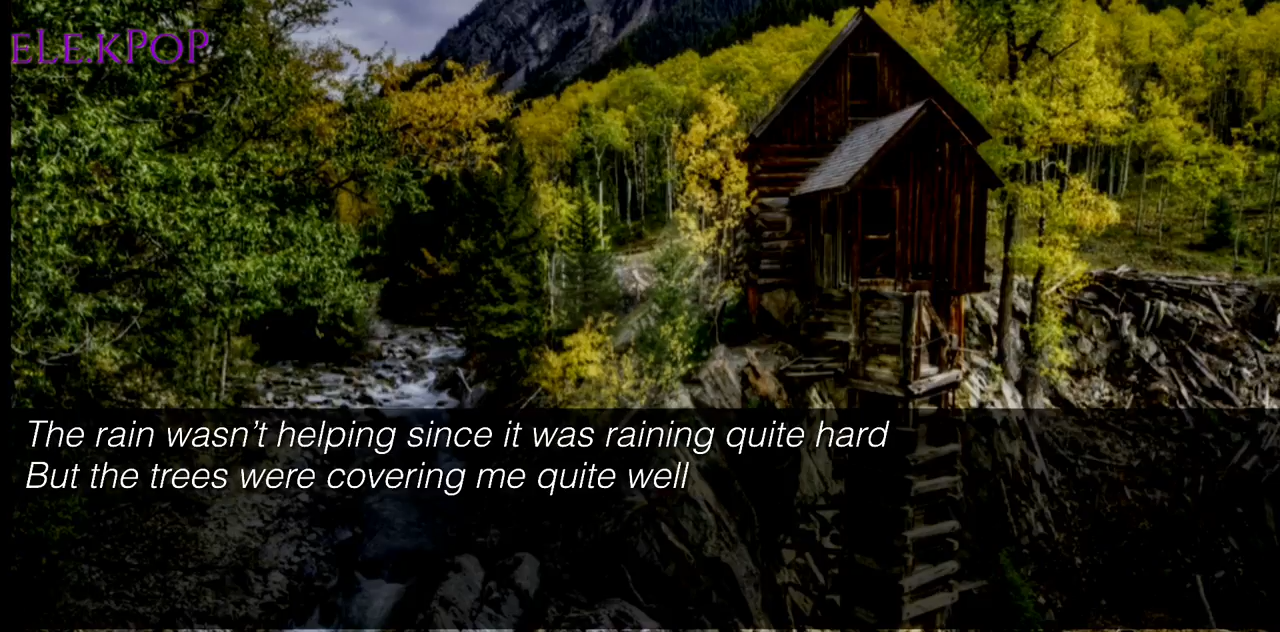 ELE.KPOP
The rain wasn't helping since it was raining quite hard
But the trees were covering me quite well